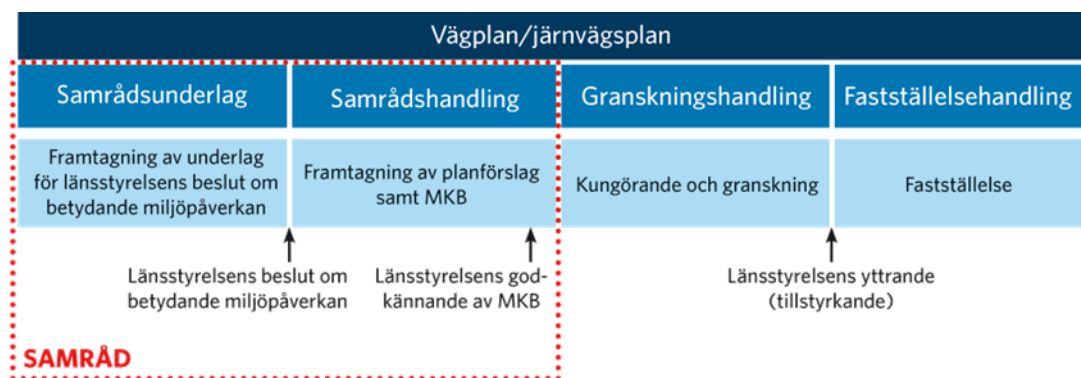 Vägplan/järnvägsplan
Samrådsunderlag
Samrådshandling
Granskningshandling
Fastställelsehandling
Framtagning av underlag
för länsstyrelsens beslut om
betydande miljöpåverkan
Framtagning av planförslag
samt MKB
Kungörande och granskning
Fastställelse
Länsstyrelsens beslut om
betydande miljöpåverkan
Länsstyrelsens god-
kännande av MKB
Länsstyrelsens yttrande
(tillstyrkande)
SAMRÅD